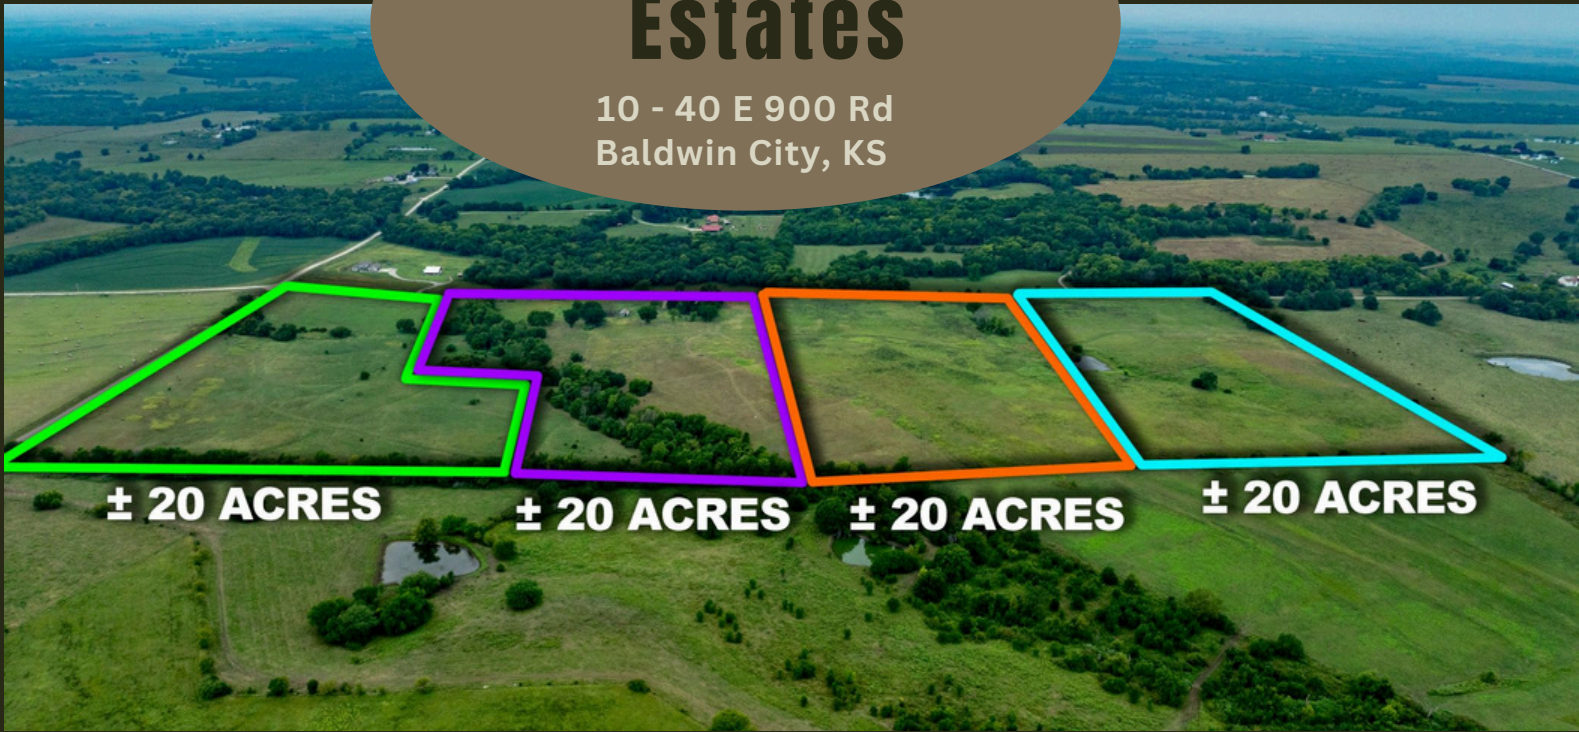 Estates
10 - 40 E 900 Rd
Baldwin City, KS
± 20 ACRES
± 20 ACRES
± 20 ACRES
± 20 ACRES